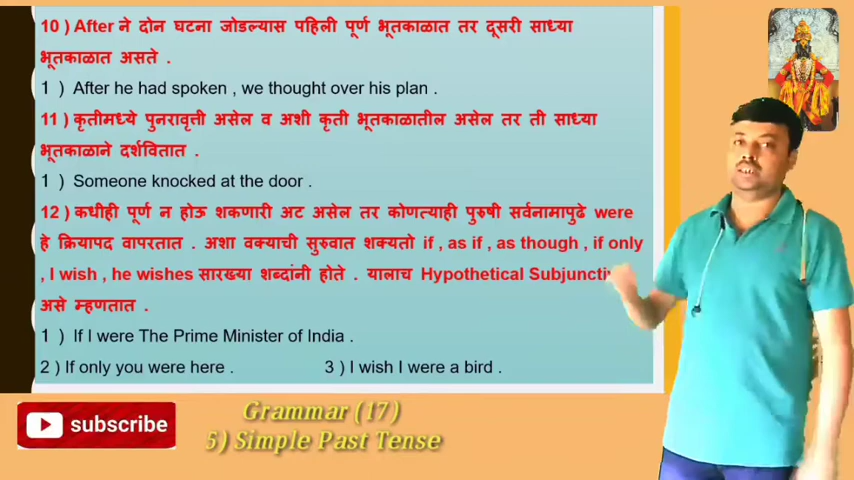 10 ) After ने दोन घटना जोडल्यास पहिली पूर्ण भूतकाळात तर दूसरी साध्या
भूतकाळात असते .
1 ) After he had spoken , we thought over his plan .
11 ) कृतीमध्ये पुनरावृत्ती असेल व अशी कृती भूतकाळातील असेल तर ती साध्या
भूतकाळाने दर्शवितात .
1 ) Someone knocked at the door .
12 ) कधीही पूर्ण न होऊ शकणारी अट असेल तर कोणत्याही पुरुषी सर्वनामापुढे were
हे क्रियापद वापरतात . अशा वक्याची सुरुवात शक्यतो if , as if , as though , if only
, I wish , he wishes सारख्या शब्दांनी होते . यालाच Hypothetical
असे म्हणतात .
1 ) If I were The Prime Minister of India .
2 ) If only you were here . 3 ) I wish I were a bird .
subscribe
Grammar (17)
5) Simple Past Tense